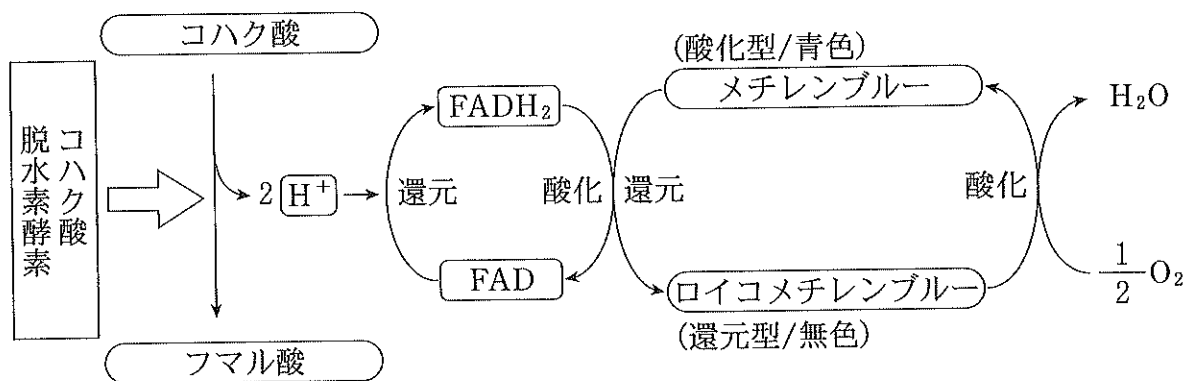 コハク酸
コハク酸
脱水素酵素
2 H⁺
フマル酸
FADH₂
還元
FAD
酸化
(酸化型/青色)
メチレンブルー
還元
ロイコメチレンブルー
(還元型/無色)
酸化
H₂O
1/2 O₂